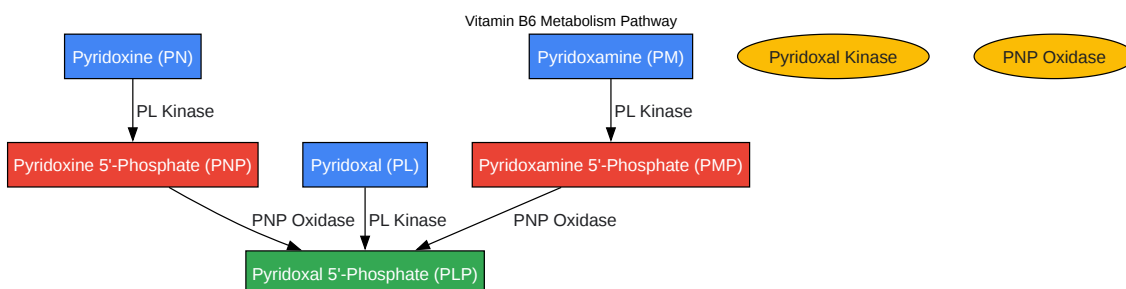 Vitamin B6 Metabolism Pathway
Pyridoxine (PN)
Pyridoxamine (PM)
Pyridoxal Kinase
PNP Oxidase
PL Kinase
PL Kinase
Pyridoxine 5'-Phosphate (PNP)
Pyridoxal (PL)
Pyridoxamine 5'-Phosphate (PMP)
PNP Oxidase
PL Kinase
PNP Oxidase
Pyridoxal 5'-Phosphate (PLP)